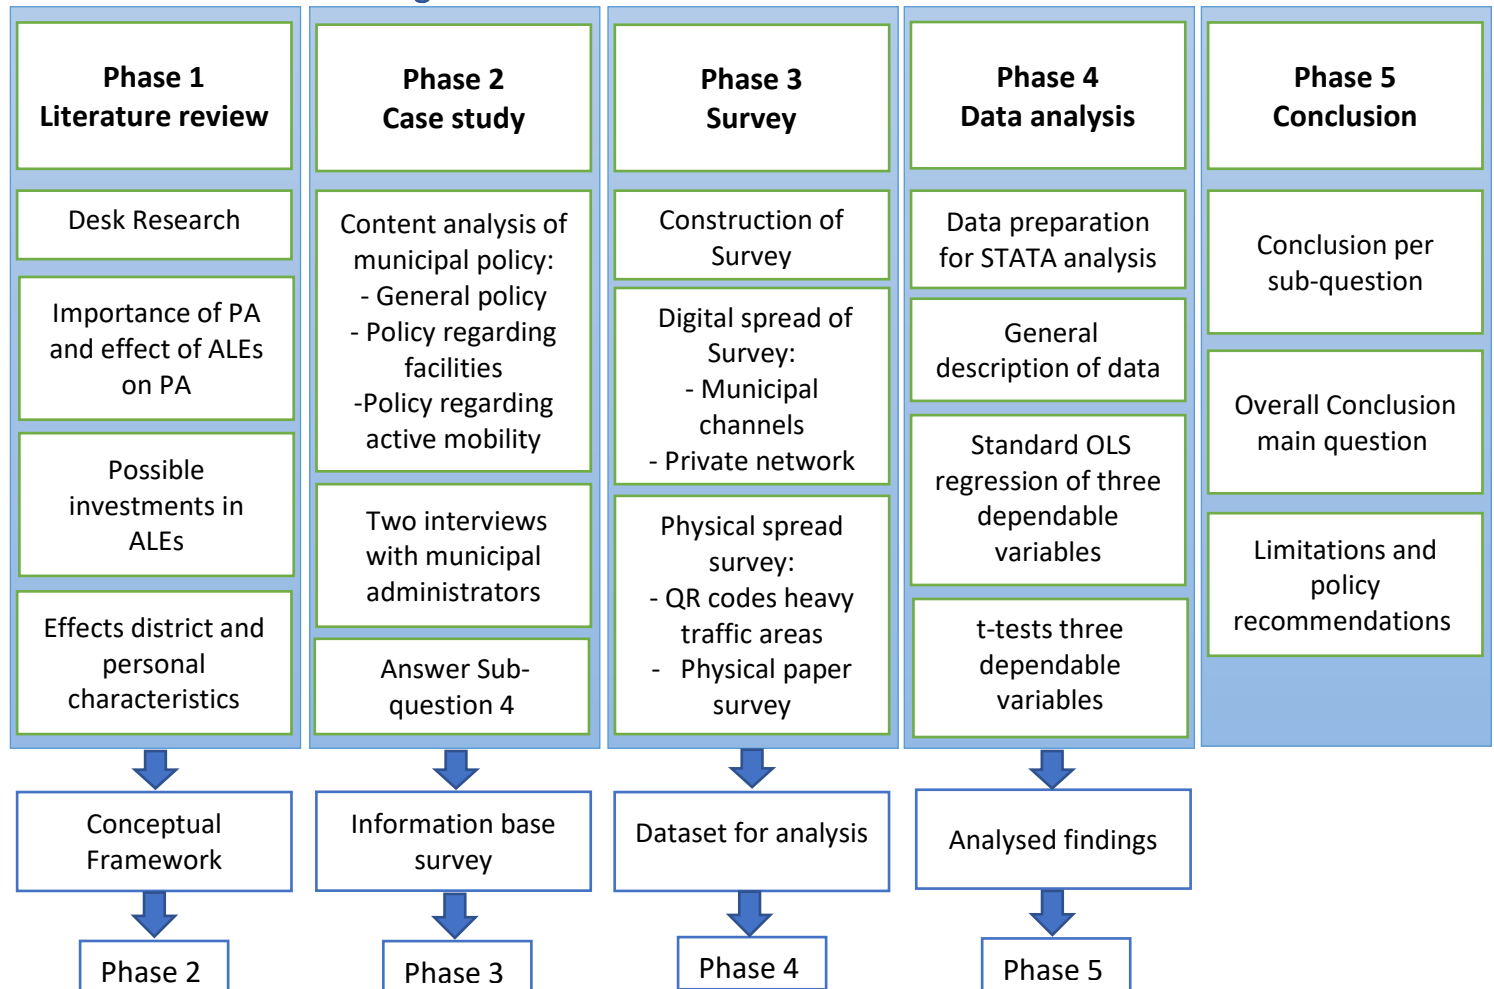 Phase 1
Literature review
Desk Research
Importance of PA
and effect of ALEs
on PA
Possible
investments in
ALEs
Effects district and
personal
characteristics
Conceptual
Framework
Phase 2
Phase 2
Case study
Content analysis of
municipal policy:
- General policy
- Policy regarding
facilities
-Policy regarding
active mobility
Two interviews
with municipal
administrators
Answer Sub-
question 4
Information base
survey
Phase 3
Phase 3
Survey
Construction of
Survey
Digital spread of
Survey:
- Municipal
channels
- Private network
Physical spread
survey:
- QR codes heavy
traffic areas
- Physical paper
survey
Dataset for analysis
Phase 4
Phase 4
Data analysis
Data preparation
for STATA analysis
General
description of data
Standard OLS
regression of three
dependable
variables
t-tests three
dependable
variables
Analysed findings
Phase 5
Phase 5
Conclusion
Conclusion per
sub-question
Overall Conclusion
main question
Limitations and
policy
recommendations